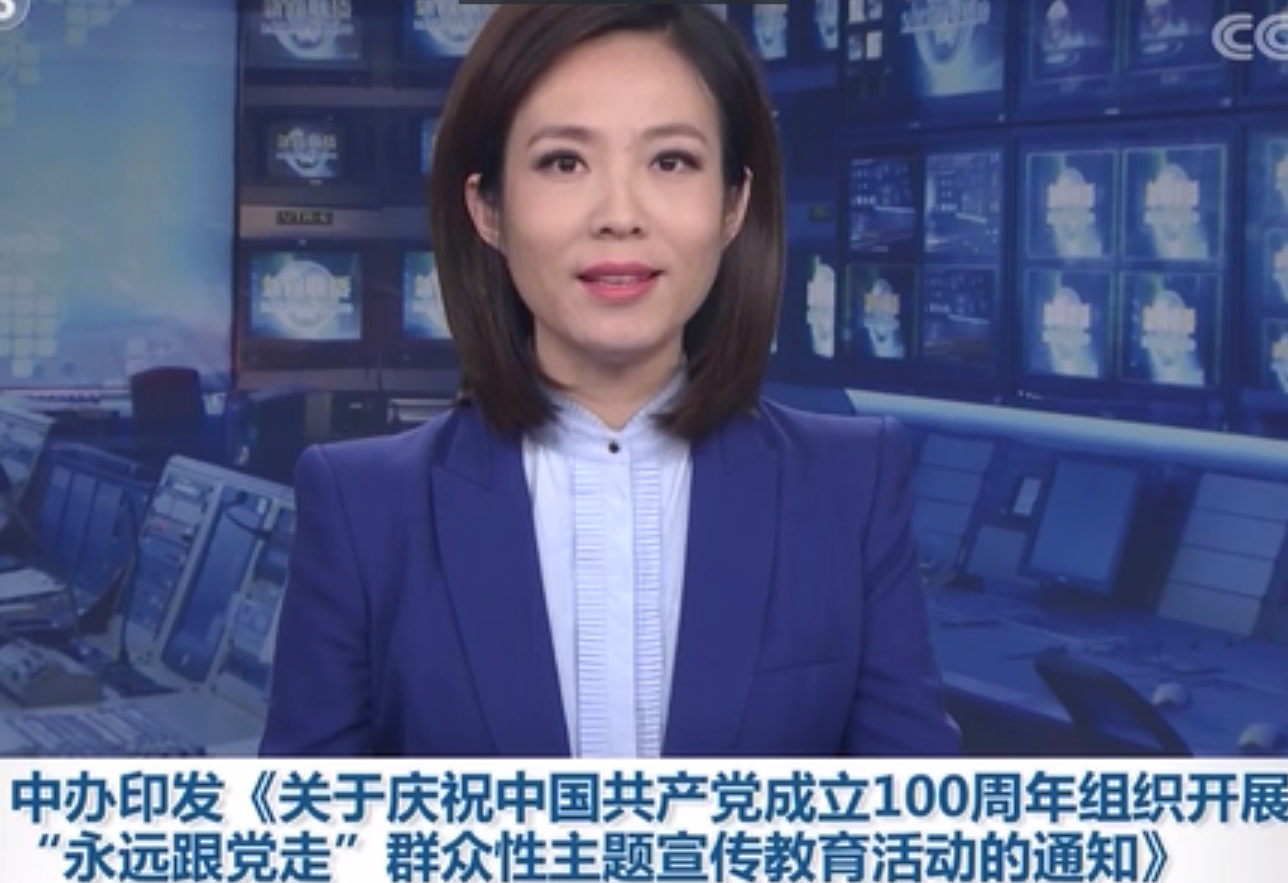 中办印发《关于庆祝中国共产党成立100周年组织开展
“永远跟党走”群众性主题宣传教育活动的通知》